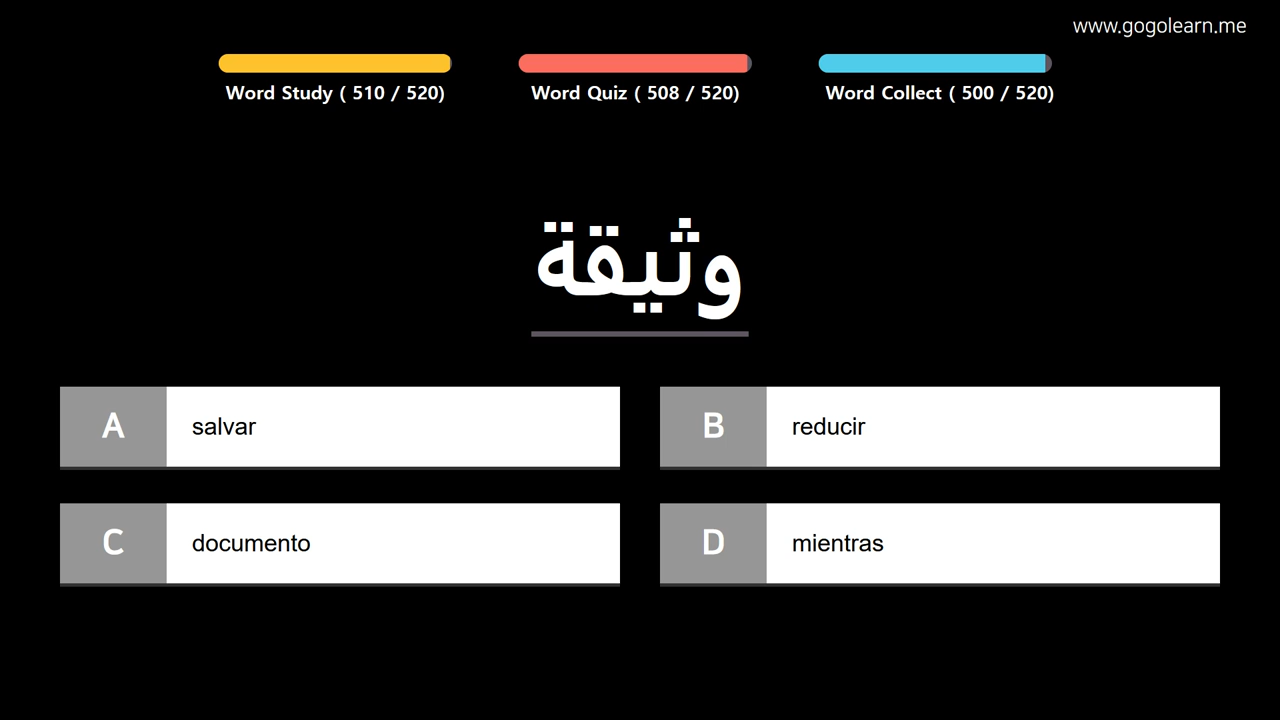 www.gogolearn.me
Word Study ( 510 / 520)
Word Quiz ( 508 / 520)
Word Collect ( 500 / 520)
وثيقة
A salvar
B reducir
C documento
D mientras